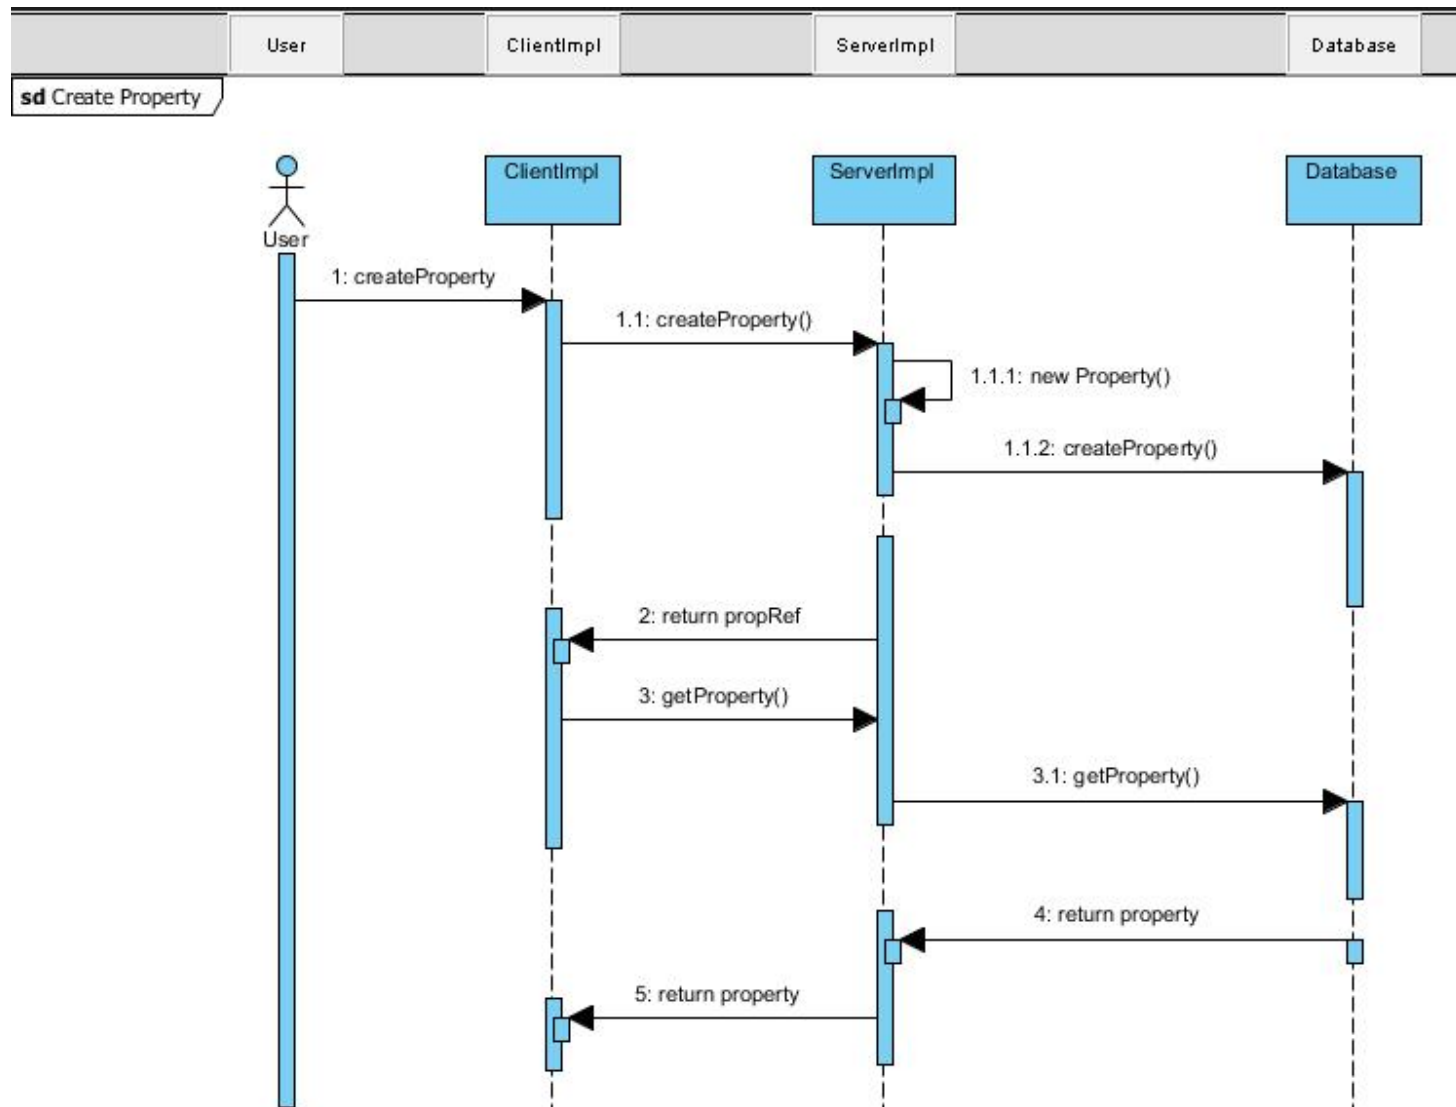 User
ClientImpl
ServerImpl
Database
sd Create Property
ClientImpl
ServerImpl
Database
User
1: createProperty
1.1: createProperty()
1.1.1: new Property()
1.1.2: createProperty()
2: return propRef
3: getProperty()
3.1: getProperty()
4: return property
5: return property